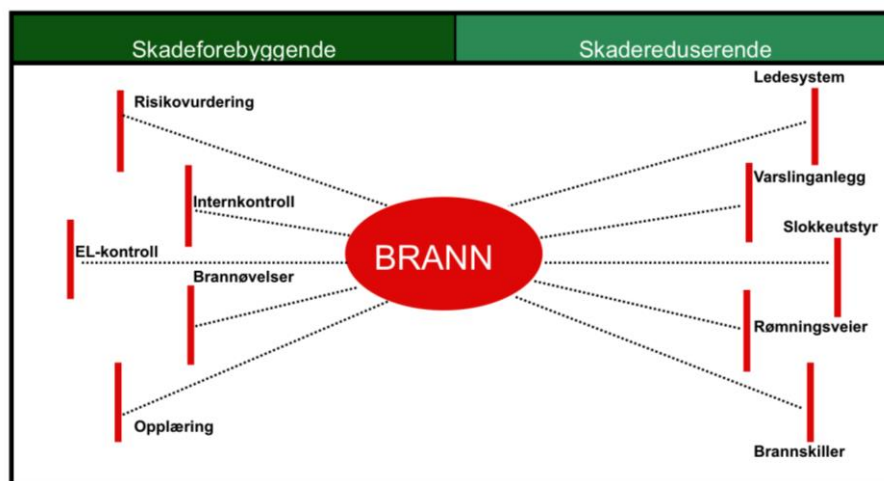 Skadeforebyggende
Skadereduserende
Risikovurdering
Internkontroll
EL-kontroll
Brannøvelser
Opplæring
BRANN
Ledesystem
Varslinganlegg
Slokkeutstyr
Rømningsveier
Brannskiller